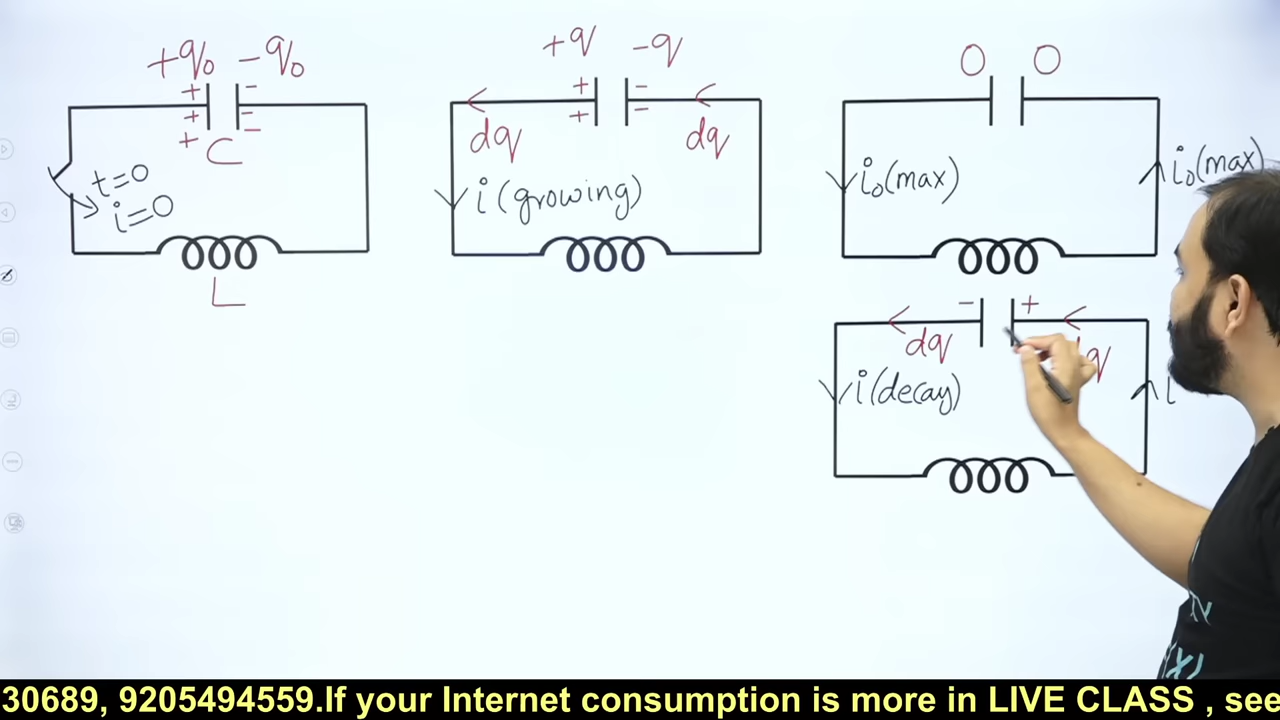 +q₀ -q₀
+ -
+ -
+ -
C
t=0
i=0
L
+q -q
+ -
+ -
dq dq
i (growing)
0 0
i₀(max) i₀(max)
- +
dq
q
i(decay) i
30689, 9205494559.If your Internet consumption is more in LIVE CLASS , see